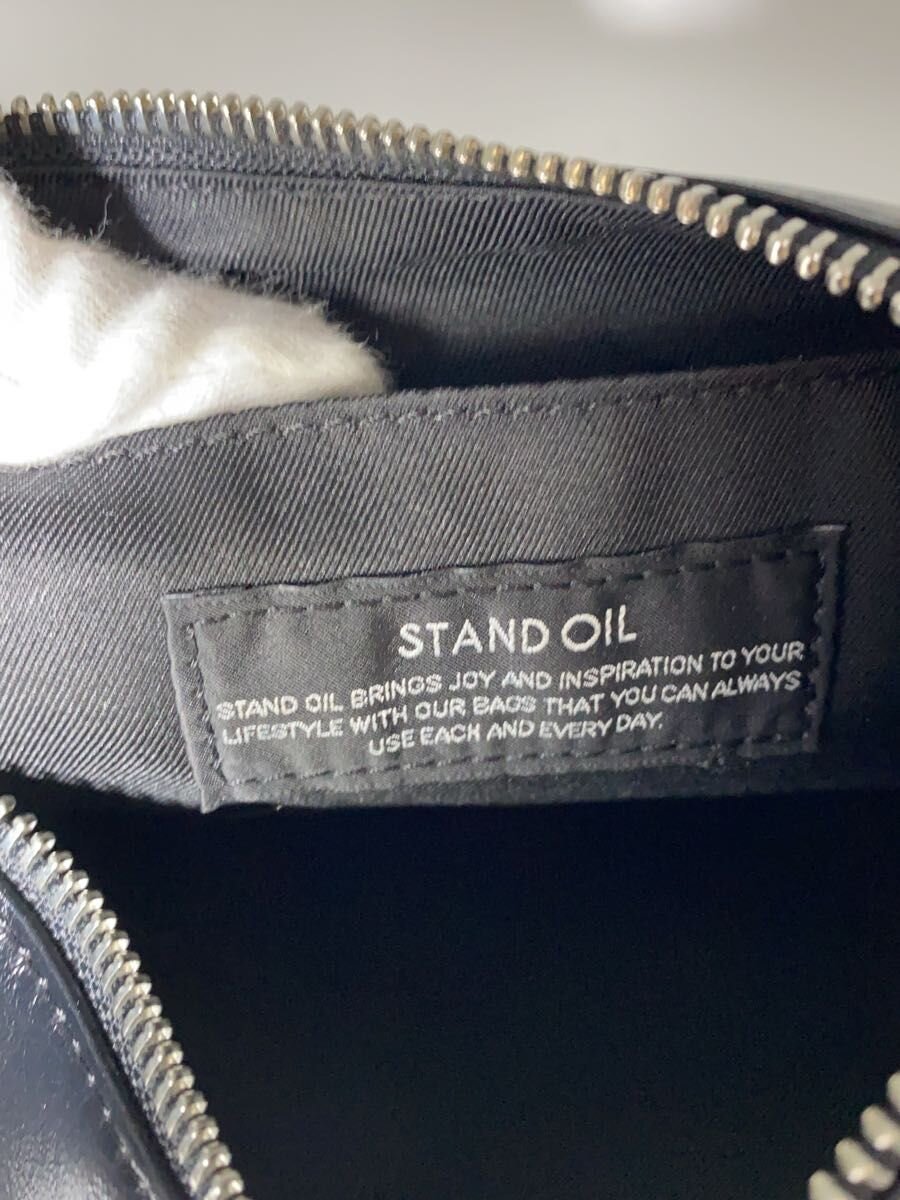 STAND OIL
STAND OIL BRINGS JOY AND INSPIRATION TO YOUR
LIFESTYLE WITH OUR BAGS THAT YOU CAN ALWAYS
USE EACH AND EVERY DAY.